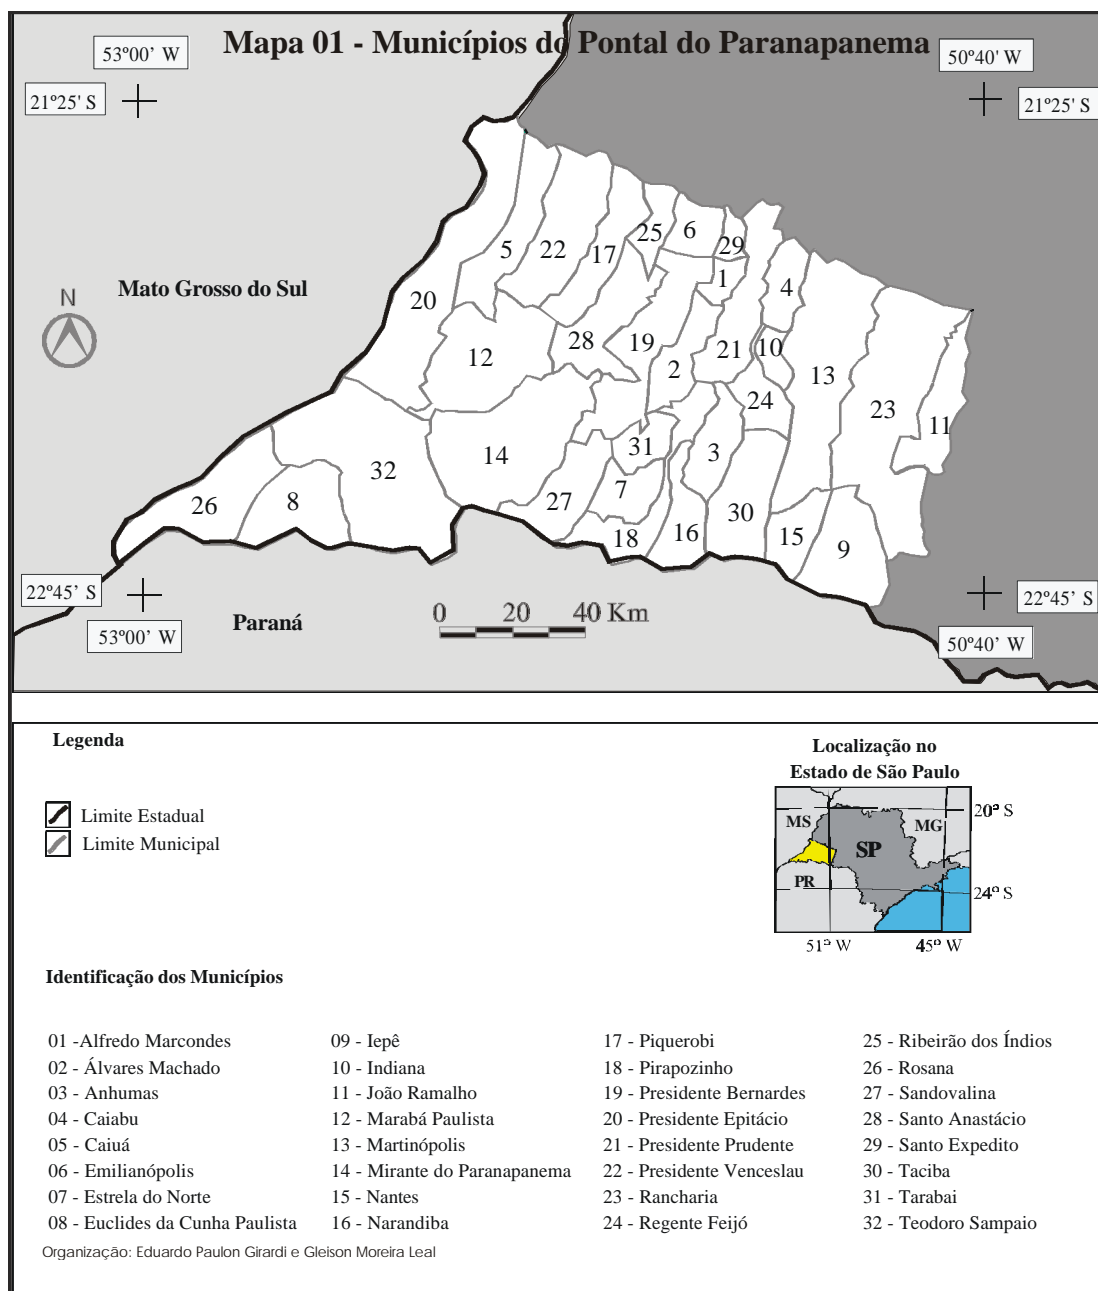 Mapa 01 - Municípios do Pontal do Paranapanema
53º00’ W
50º40' W
21º25' S
21º25' S
Mato Grosso do Sul
N
5
22
17
25
6
29
1
4
20
12
28
19
2
21
10
13
24
23
11
14
31
3
32
7
27
26
8
18
16
30
15
9
22º45’ S
22º45’ S
53º00’ W
50º40’ W
Paraná
0 20 40 Km
Legenda
Limite Estadual
Limite Municipal
Localização no
Estado de São Paulo
MS
MG
SP
PR
20º S
24º S
51º W
45º W
Identificação dos Municípios
01 -Alfredo Marcondes
02 - Álvares Machado
03 - Anhumas
04 - Caiabu
05 - Caiuá
06 - Emilianópolis
07 - Estrela do Norte
08 - Euclides da Cunha Paulista
09 - Iepê
10 - Indiana
11 - João Ramalho
12 - Marabá Paulista
13 - Martinópolis
14 - Mirante do Paranapanema
15 - Nantes
16 - Narandiba
17 - Piquerobi
18 - Pirapozinho
19 - Presidente Bernardes
20 - Presidente Epitácio
21 - Presidente Prudente
22 - Presidente Venceslau
23 - Rancharia
24 - Regente Feijó
25 - Ribeirão dos Índios
26 - Rosana
27 - Sandovalina
28 - Santo Anastácio
29 - Santo Expedito
30 - Taciba
31 - Tarabai
32 - Teodoro Sampaio
Organização: Eduardo Paulon Girardi e Gleison Moreira Leal